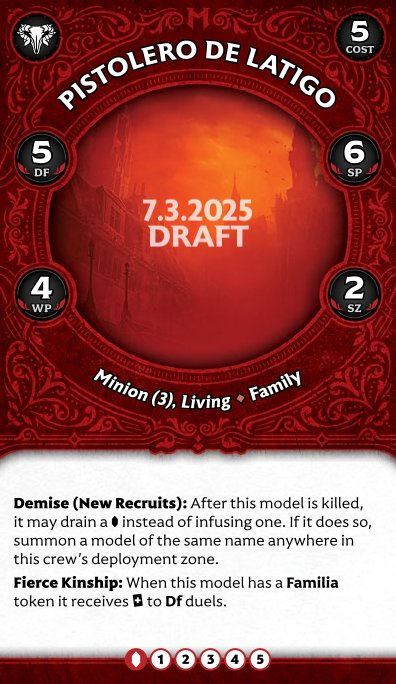 5
COST
PISTOLERO DE LATIGO
5
DF
6
SP
7.3.2025
DRAFT
4
WP
2
SZ
Minion (3), Living ♦ Family
Demise (New Recruits): After this model is killed,
it may drain a instead of infusing one. If it does so,
summon a model of the same name anywhere in
this crew's deployment zone.
Fierce Kinship: When this model has a Familia
token it receives to Df duels.
1 2 3 4 5